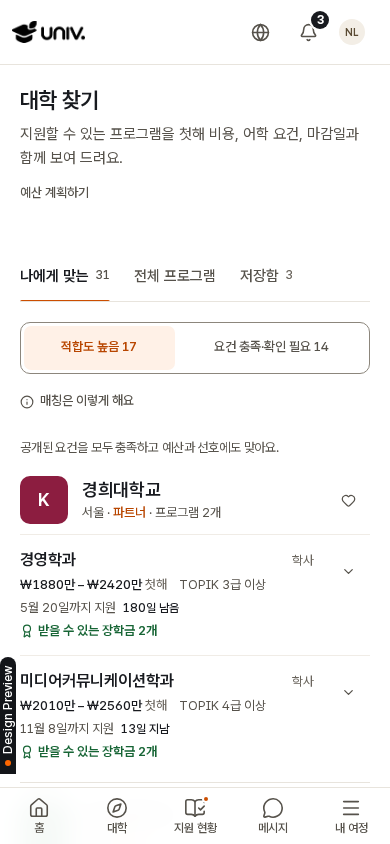 UNIV.
3
NL
대학 찾기
지원할 수 있는 프로그램을 첫해 비용, 어학 요건, 마감일과
함께 보여 드려요.
예산 계획하기
나에게 맞는 31 전체 프로그램 저장함 3
적합도 높음 17 요건 충족·확인 필요 14
매칭은 이렇게 해요
공개된 요건을 모두 충족하고 예산과 선호에도 맞아요.
K
경희대학교
서울 · 파트너 · 프로그램 2개
경영학과 학사
₩1880만 – ₩2420만 첫해 TOPIK 3급 이상
5월 20일까지 지원 180일 남음
받을 수 있는 장학금 2개
미디어커뮤니케이션학과 학사
₩2010만 – ₩2560만 첫해 TOPIK 4급 이상
11월 8일까지 지원 13일 지남
받을 수 있는 장학금 2개
Design Preview
홈 대학 지원 현황 메시지 내 여정